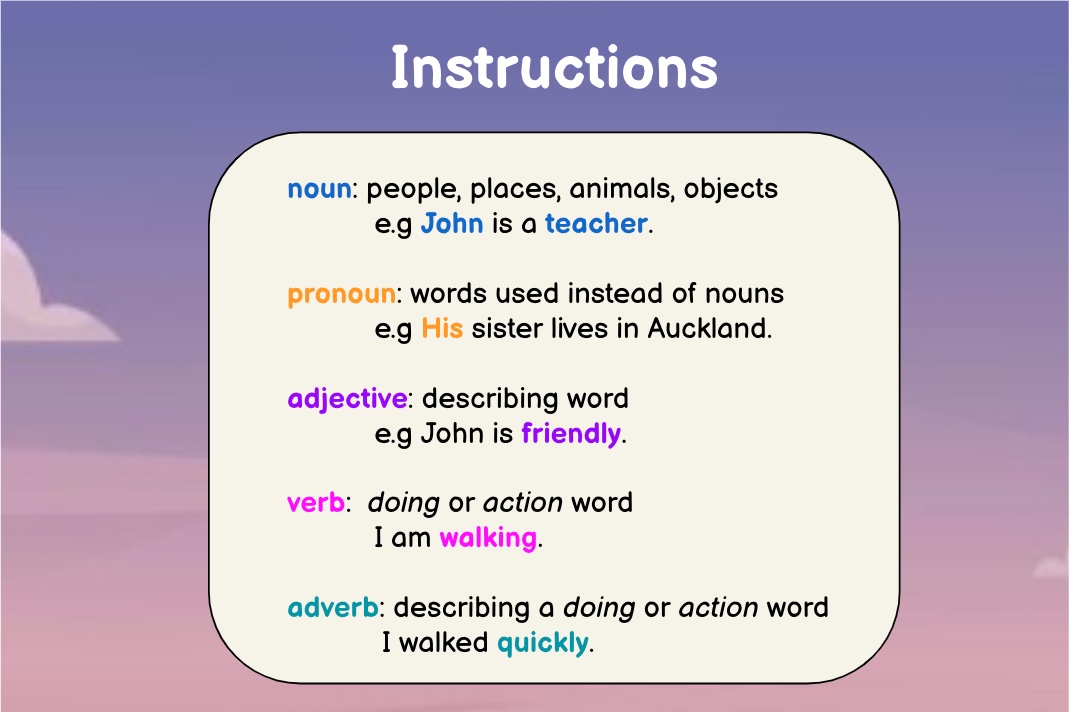 Instructions
noun: people, places, animals, objects
e.g John is a teacher.
pronoun: words used instead of nouns
e.g His sister lives in Auckland.
adjective: describing word
e.g John is friendly.
verb: doing or action word
I am walking.
adverb: describing a doing or action word
I walked quickly.